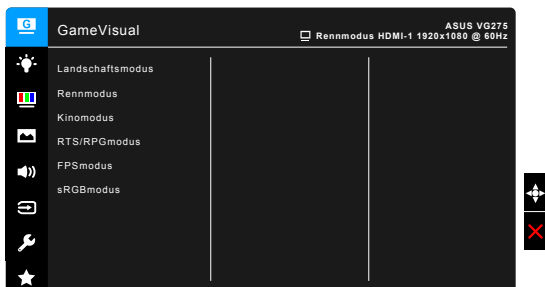 G
GameVisual
ASUS VG275
Rennmodus HDMI-1 1920x1080 @ 60Hz
Landschaftsmodus
Rennmodus
Kinomodus
RTS/RPGmodus
FPSmodus
sRGBmodus